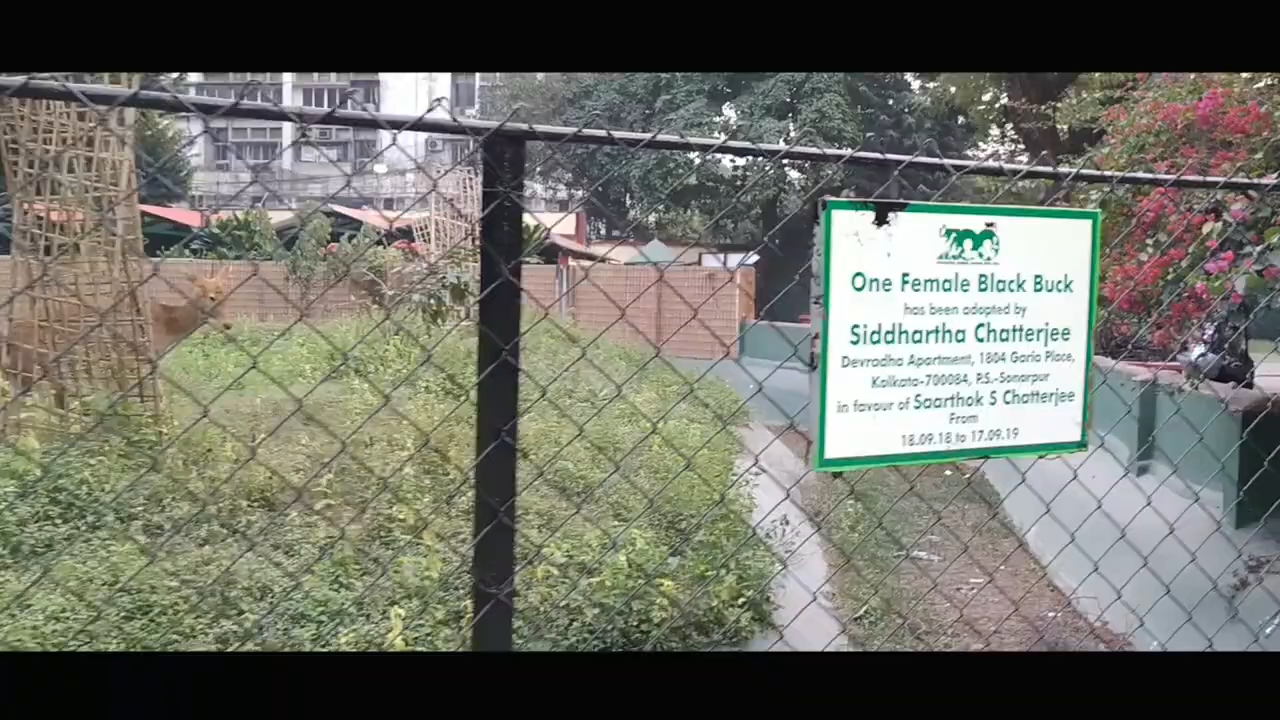 ZOO
One Female Black Buck
has been adopted by
Siddhartha Chatterjee
Devradha Apartment, 1804 Garia Place,
Kolkata-700084, P.S.-Sonarpur
in favour of Saarthok S Chatterjee
From
18.09.18 to 17.09.19